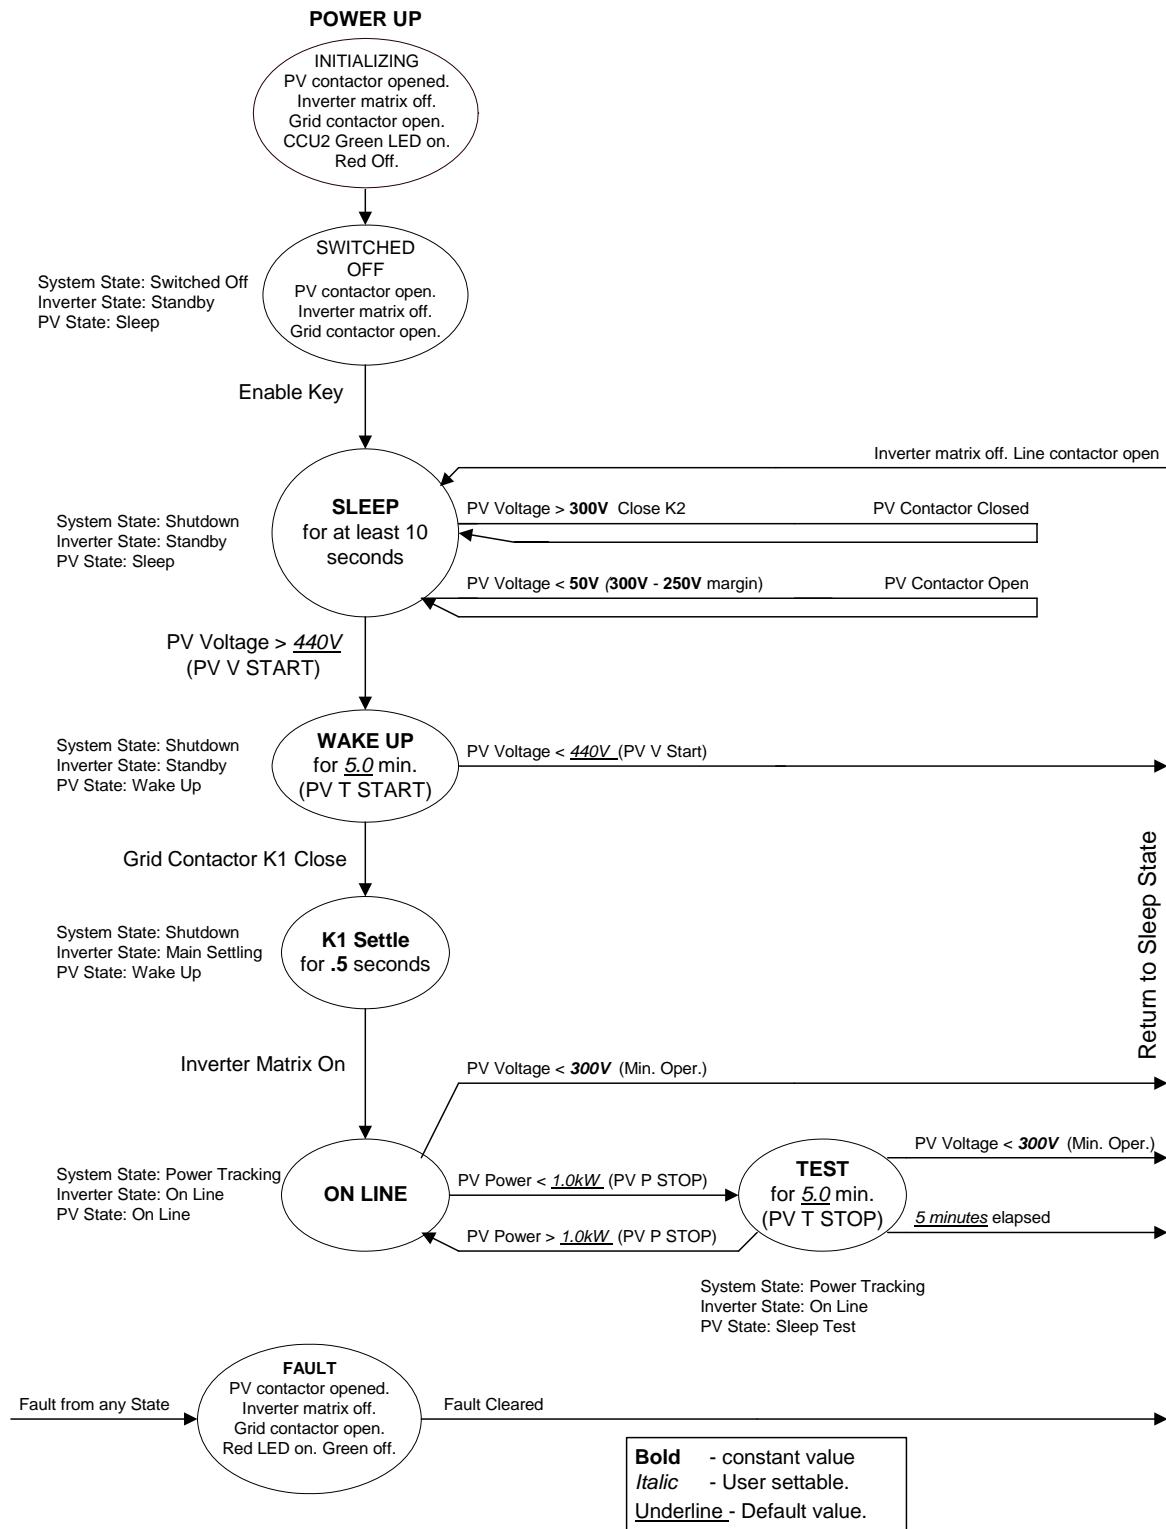 POWER UP
INITIALIZING
PV contactor opened.
Inverter matrix off.
Grid contactor open.
CCU2 Green LED on.
Red Off.
SWITCHED
OFF
PV contactor open.
Inverter matrix off.
Grid contactor open.
System State: Switched Off
Inverter State: Standby
PV State: Sleep
Enable Key
Inverter matrix off. Line contactor open
SLEEP
for at least 10
seconds
System State: Shutdown
Inverter State: Standby
PV State: Sleep
PV Voltage > 300V Close K2
PV Contactor Closed
PV Voltage < 50V (300V - 250V margin)
PV Contactor Open
PV Voltage > 440V
(PV V START)
WAKE UP
for 5.0 min.
(PV T START)
System State: Shutdown
Inverter State: Standby
PV State: Wake Up
PV Voltage < 440V (PV V Start)
Grid Contactor K1 Close
K1 Settle
for .5 seconds
System State: Shutdown
Inverter State: Main Settling
PV State: Wake Up
Return to Sleep State
Inverter Matrix On
PV Voltage < 300V (Min. Oper.)
ON LINE
System State: Power Tracking
Inverter State: On Line
PV State: On Line
PV Power < 1.0kW (PV P STOP)
PV Power > 1.0kW (PV P STOP)
TEST
for 5.0 min.
(PV T STOP)
PV Voltage < 300V (Min. Oper.)
5 minutes elapsed
System State: Power Tracking
Inverter State: On Line
PV State: Sleep Test
Fault from any State
FAULT
PV contactor opened.
Inverter matrix off.
Grid contactor open.
Red LED on. Green off.
Fault Cleared
Bold - constant value
Italic - User settable.
Underline - Default value.